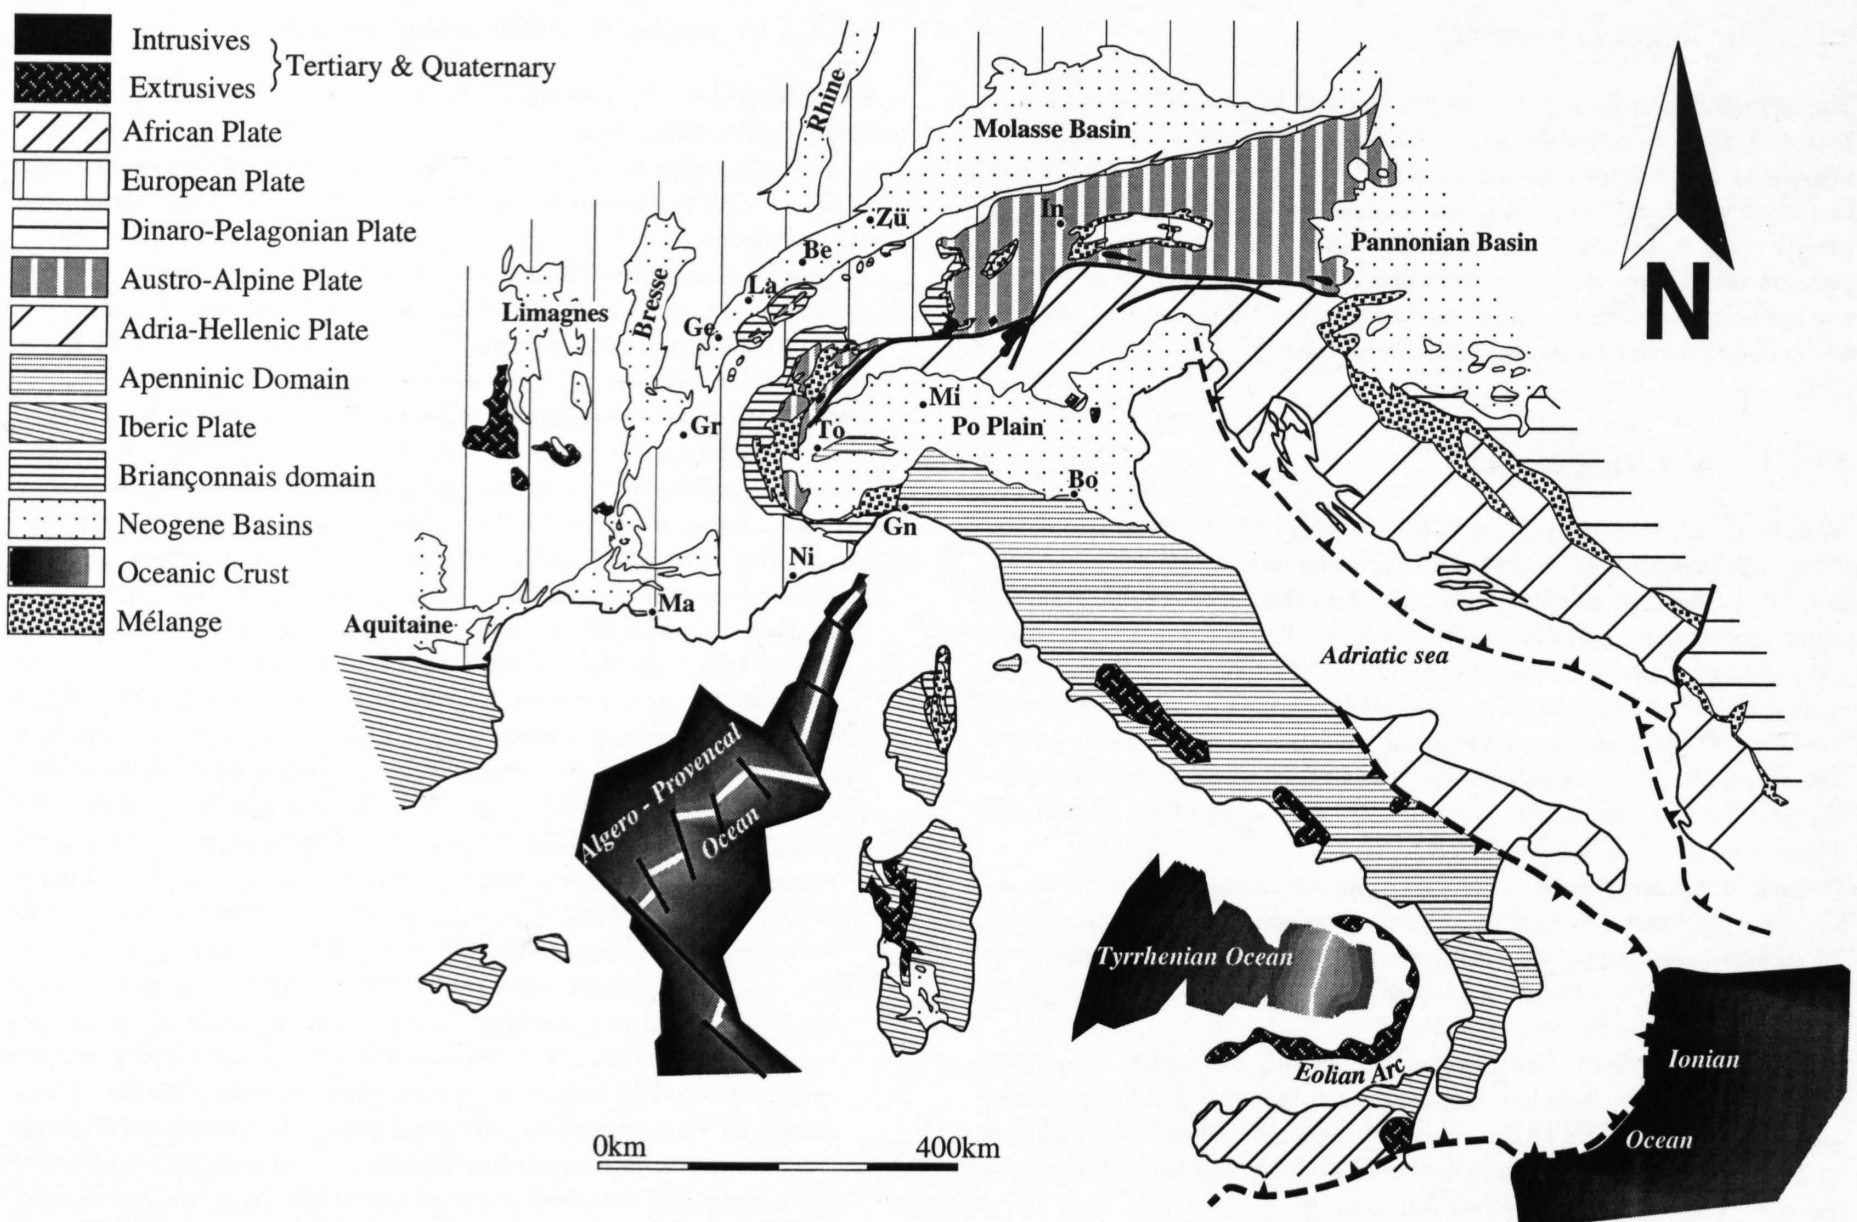 Intrusives
Extrusives
Tertiary & Quaternary
African Plate
European Plate
Dinaro-Pelagonian Plate
Austro-Alpine Plate
Adria-Hellenic Plate
Apenninic Domain
Iberic Plate
Briançonnais domain
Neogene Basins
Oceanic Crust
Mélange
Rhine
Molasse Basin
Zü
In
Be
Pannonian Basin
La
Limagnes
Bresse
Ge
N
Mi
Gr
To
Po Plain
Bo
Gn
Ni
Ma
Aquitaine
Adriatic sea
Algero - Provencal
Ocean
Tyrrhenian Ocean
Eolian Arc
Ionian
Ocean
0km
400km